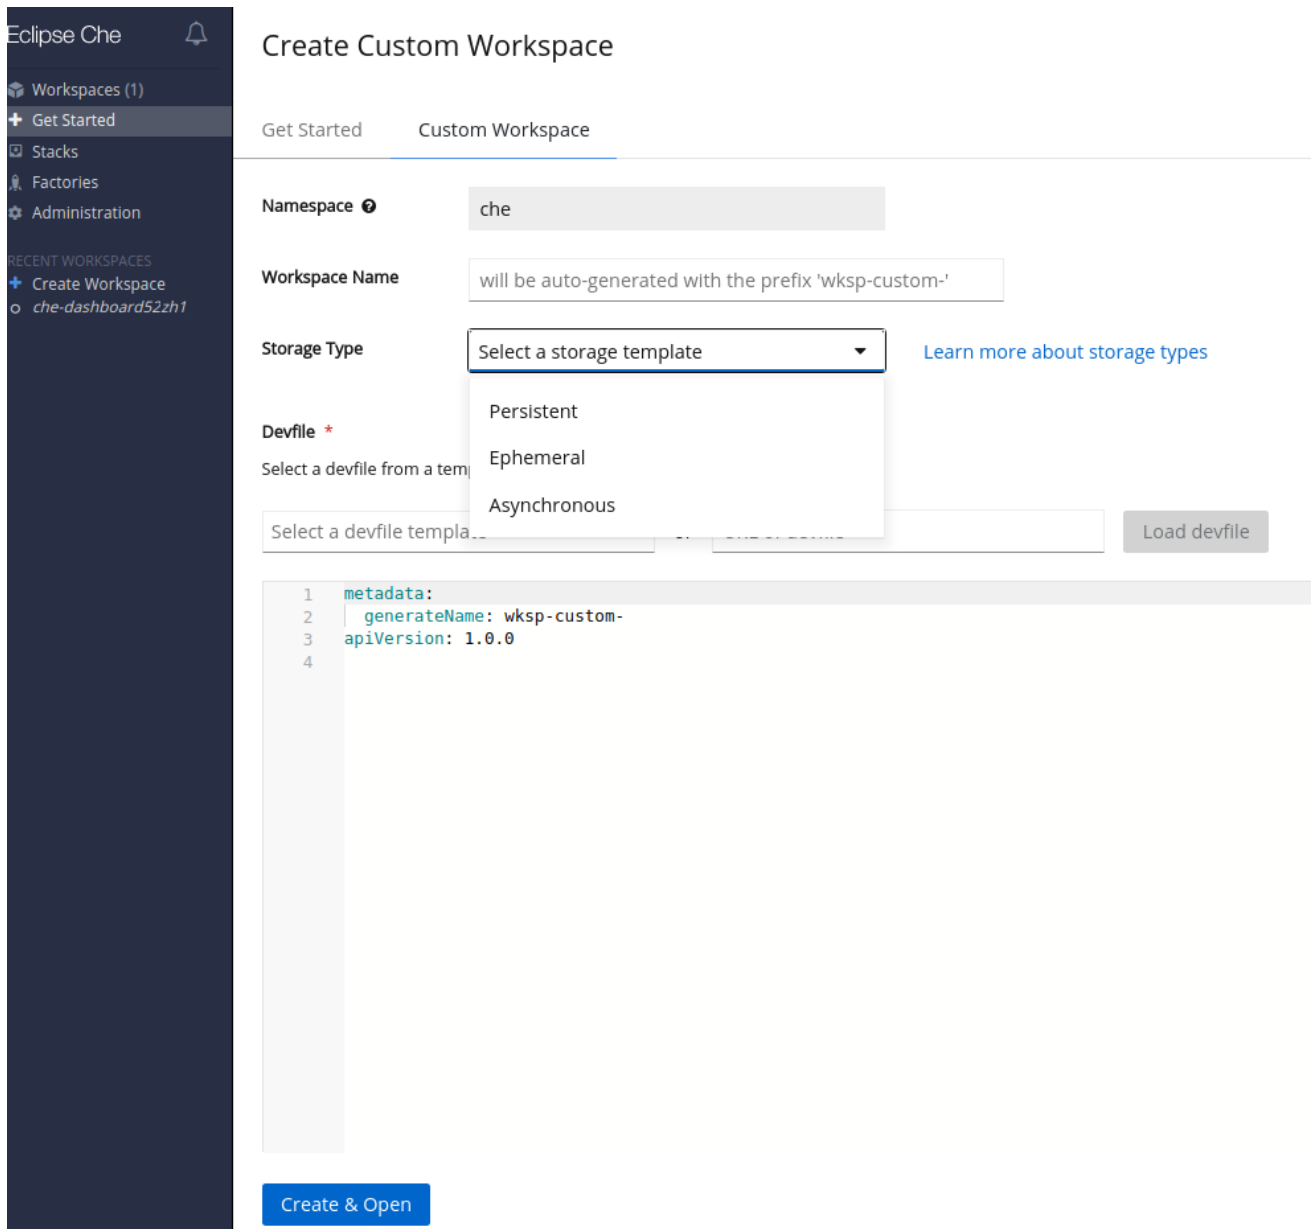 Eclipse Che
Workspaces (1)
Get Started
Stacks
Factories
Administration
RECENT WORKSPACES
Create Workspace
che-dashboard52zh1
Create Custom Workspace
Get Started Custom Workspace
Namespace che
Workspace Name will be auto-generated with the prefix 'wksp-custom-'
Storage Type Select a storage template Learn more about storage types
Persistent
Ephemeral
Asynchronous
Devfile *
Select a devfile from a
Select a devfile Load devfile
1 metadata:
2 generateName: wksp-custom-
3 apiVersion: 1.0.0
4
Create & Open